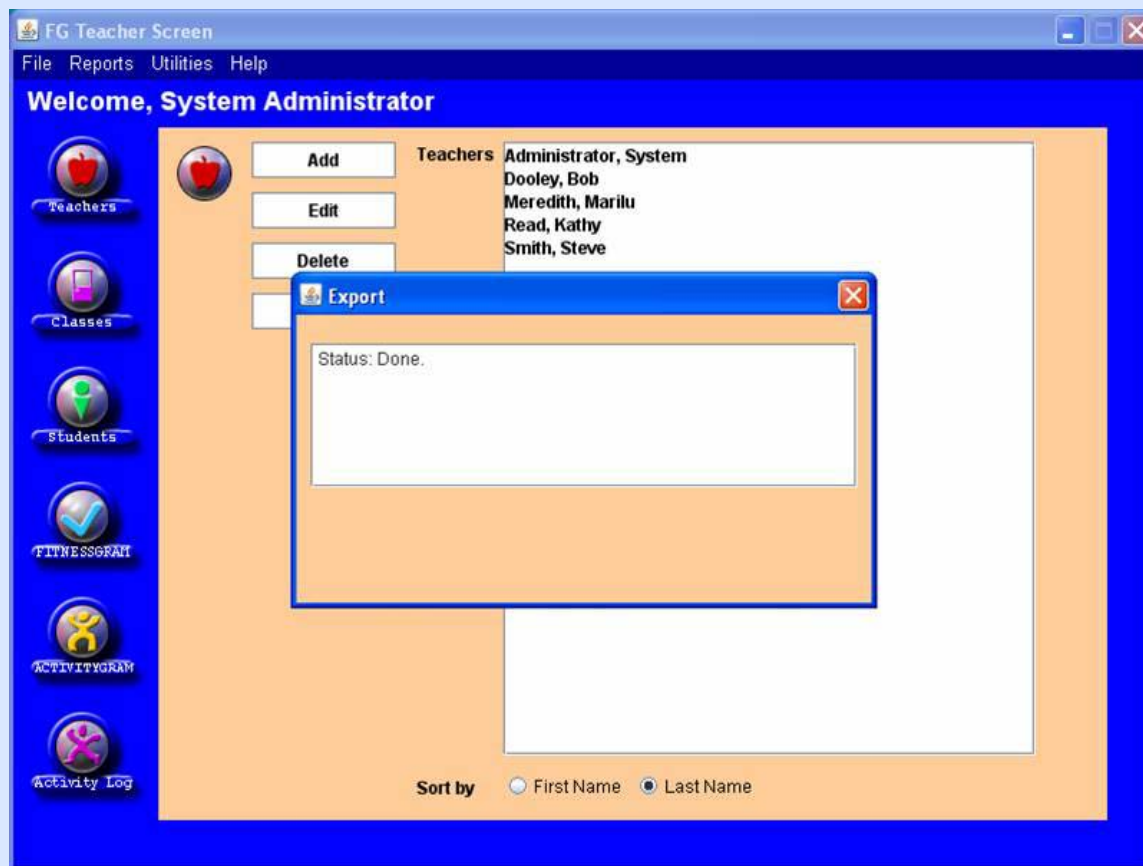 FG Teacher Screen
File Reports Utilities Help
Welcome, System Administrator
Teachers
Classes
Students
FITNESSGRAM
ACTIVITYGRAM
Activity Log
Add
Edit
Delete
Teachers
Administrator, System
Dooley, Bob
Meredith, Marilu
Read, Kathy
Smith, Steve
Export
Status: Done.
Sort by First Name Last Name